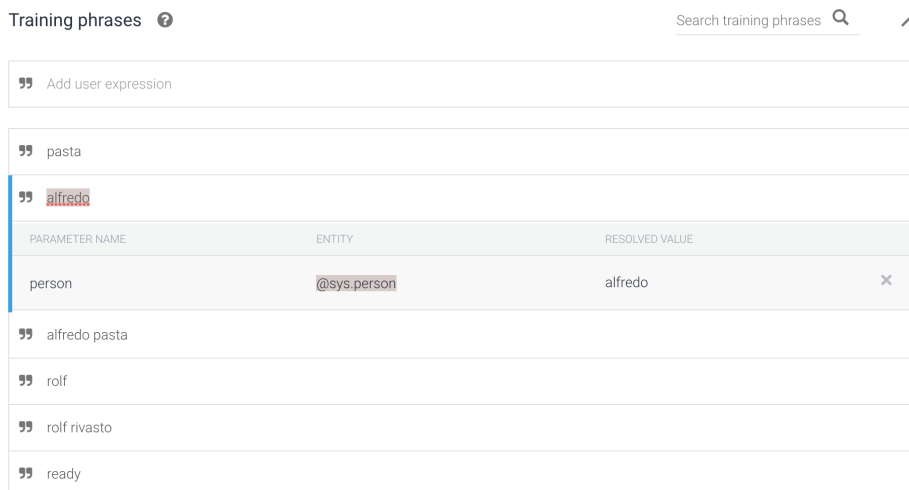 Training phrases ?
Search training phrases
Add user expression
pasta
alfredo
PARAMETER NAME ENTITY RESOLVED VALUE
person @sys.person alfredo
alfredo pasta
rolf
rolf rivasto
ready